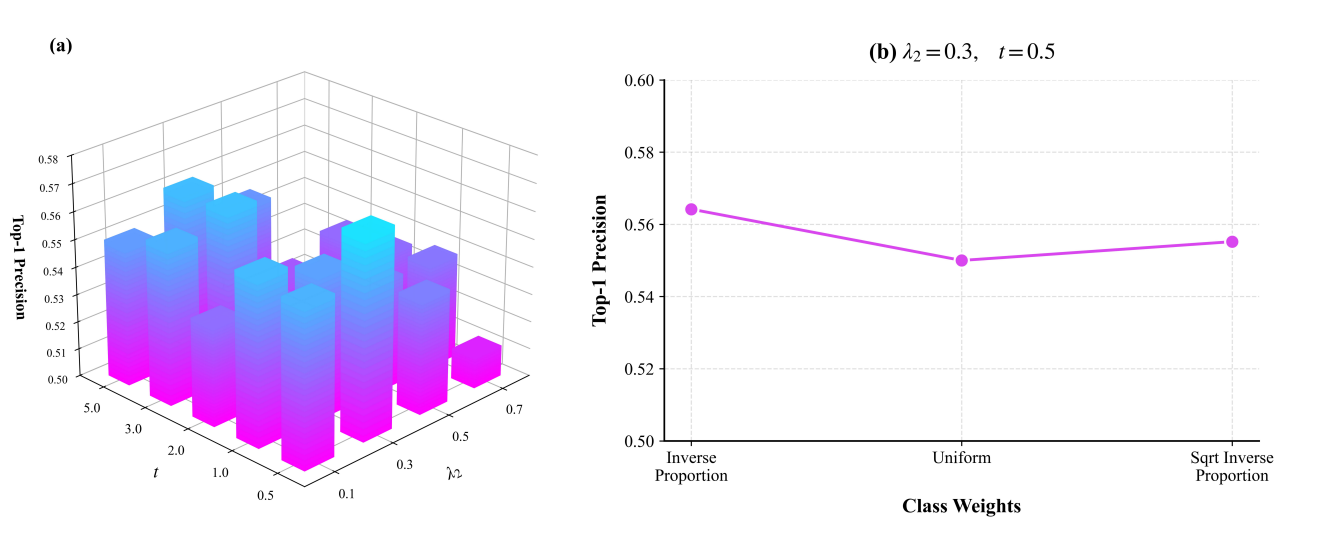 (a)
0.58
0.57
0.56
0.55
0.54
0.53
0.52
0.51
0.50
Top-1 Precision
5.0
3.0
2.0
1.0
0.5
t
0.1
0.3
0.5
0.7
λ2
(b) λ₂=0.3, t=0.5
0.60
0.58
0.56
0.54
0.52
0.50
Top-1 Precision
Inverse
Proportion
Uniform
Sqrt Inverse
Proportion
Class Weights